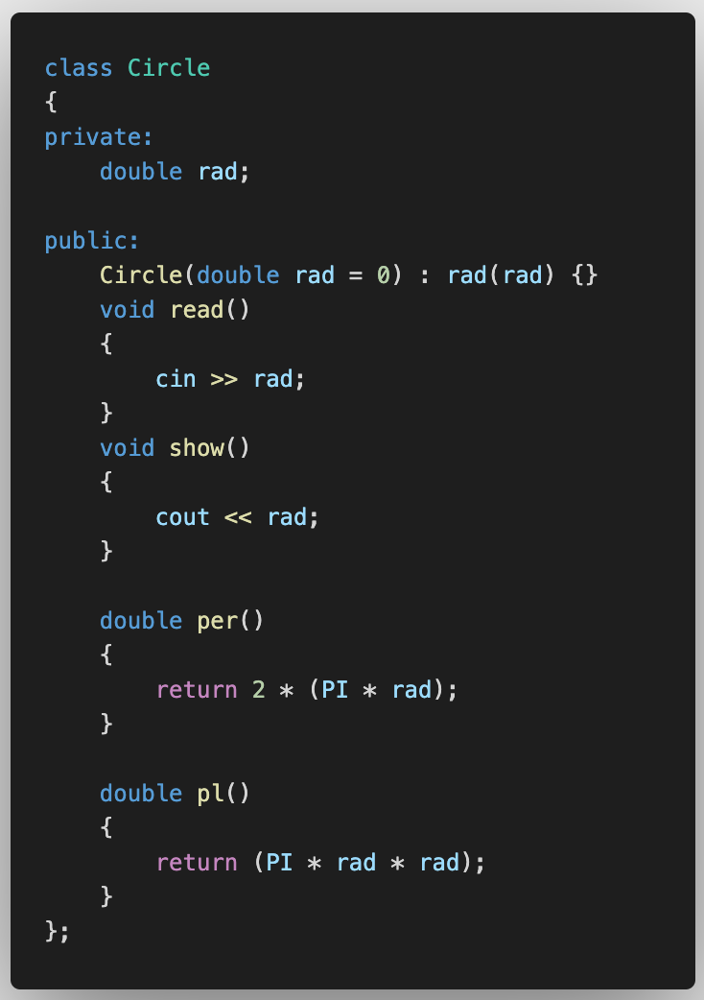 class Circle
{
private:
    double rad;

public:
    Circle(double rad = 0) : rad(rad) {}
    void read()
    {
        cin >> rad;
    }
    void show()
    {
        cout << rad;
    }

    double per()
    {
        return 2 * (PI * rad);
    }

    double pl()
    {
        return (PI * rad * rad);
    }
};